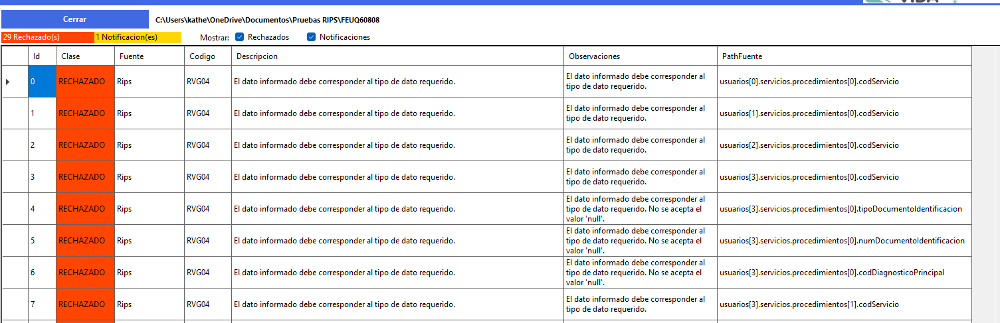 Cerrar
C:\Users\kathe\OneDrive\Documentos\Pruebas RIPS\FEUQ60808
29 Rechazado(s) 1 Notificacion(es) Mostrar: Rechazados Notificaciones
Id Clase Fuente Codigo Descripcion Observaciones PathFuente
0 RECHAZADO Rips RVG04 El dato informado debe corresponder al tipo de dato requerido. El dato informado debe corresponder al
tipo de dato requerido. usuarios[0].servicios.procedimientos[0].codServicio
1 RECHAZADO Rips RVG04 El dato informado debe corresponder al tipo de dato requerido. El dato informado debe corresponder al
tipo de dato requerido. usuarios[1].servicios.procedimientos[0].codServicio
2 RECHAZADO Rips RVG04 El dato informado debe corresponder al tipo de dato requerido. El dato informado debe corresponder al
tipo de dato requerido. usuarios[2].servicios.procedimientos[0].codServicio
3 RECHAZADO Rips RVG04 El dato informado debe corresponder al tipo de dato requerido. El dato informado debe corresponder al
tipo de dato requerido. usuarios[3].servicios.procedimientos[0].codServicio
4 RECHAZADO Rips RVG04 El dato informado debe corresponder al tipo de dato requerido. El dato informado debe corresponder al
tipo de dato requerido. No se acepta el
valor 'null'. usuarios[3].servicios.procedimientos[0].tipoDocumentoIdentificacion
5 RECHAZADO Rips RVG04 El dato informado debe corresponder al tipo de dato requerido. El dato informado debe corresponder al
tipo de dato requerido. No se acepta el
valor 'null'. usuarios[3].servicios.procedimientos[0].numDocumentoIdentificacion
6 RECHAZADO Rips RVG04 El dato informado debe corresponder al tipo de dato requerido. El dato informado debe corresponder al
tipo de dato requerido. No se acepta el
valor 'null'. usuarios[3].servicios.procedimientos[0].codDiagnosticoPrincipal
7 RECHAZADO Rips RVG04 El dato informado debe corresponder al tipo de dato requerido. El dato informado debe corresponder al
tipo de dato requerido. usuarios[3].servicios.procedimientos[1].codServicio